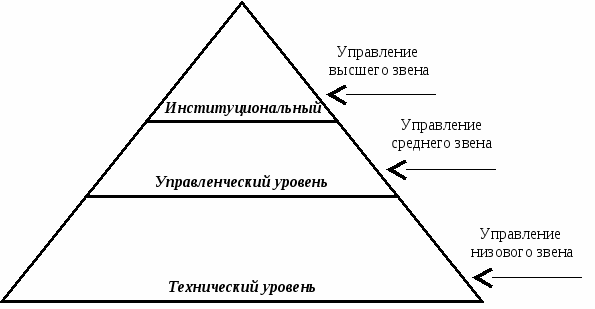 Управление
высшего звена
Институциональный
Управление
среднего звена
Управленческий уровень
Управление
низового звена
Технический уровень